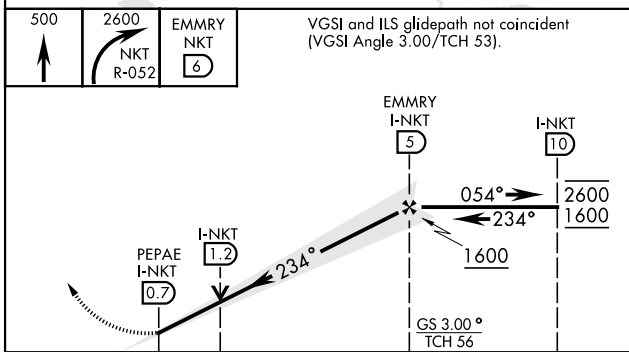 500
2600
NKT
R-052
EMMRY
NKT
6
VGSI and ILS glidepath not coincident
(VGSI Angle 3.00/TCH 53).
EMMRY
I-NKT
5
I-NKT
10
054°
2600
234°
1600
1600
I-NKT
1.2
PEPAE
I-NKT
0.7
234°
GS 3.00°
TCH 56